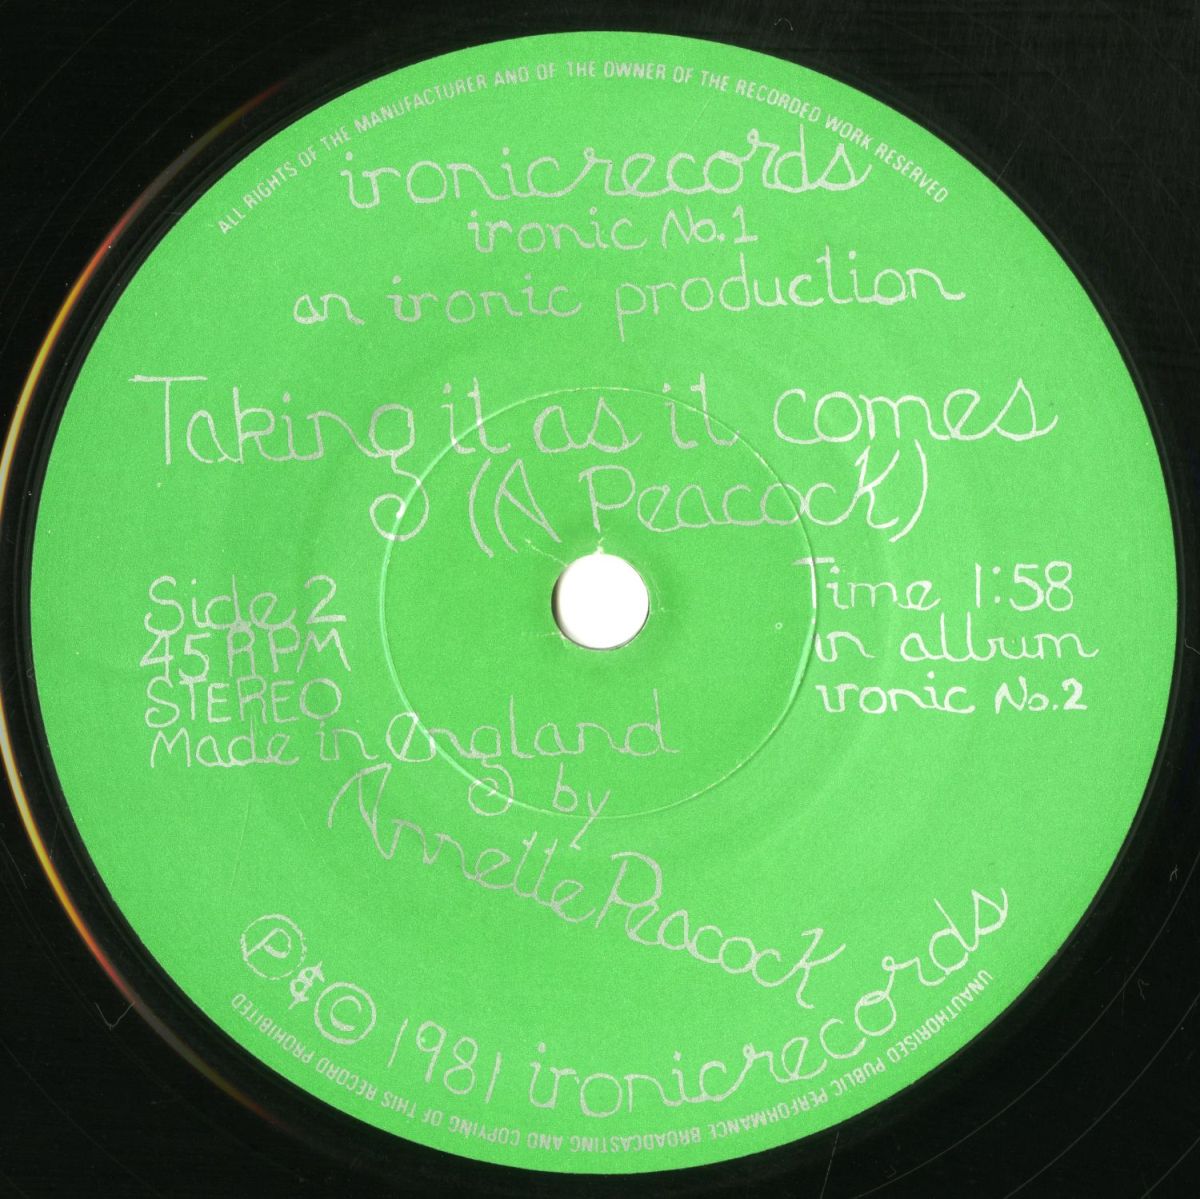 ALL RIGHTS OF THE MANUFACTURER AND OF THE OWNER OF THE RECORDED WORK RESERVED
ironicrecords
ironic No.1
an ironic production
Taking it as it comes
(A Peacock)
Side 2
45 RPM
STEREO
Made in England
Time 1:58
in album
ironic No.2
by
Annette Peacock
P & © 1981 ironicrecords
UNAUTHORISED PUBLIC PERFORMANCE BROADCASTING AND COPYING OF THIS RECORD PROHIBITED